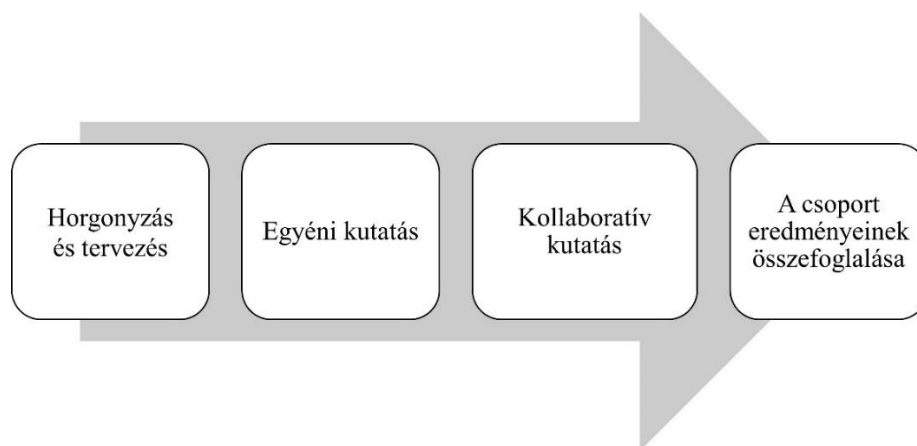 Horgonyzás
és tervezés
Egyéni kutatás
Kollaboratív
kutatás
A csoport
eredményeinek
összefoglalása